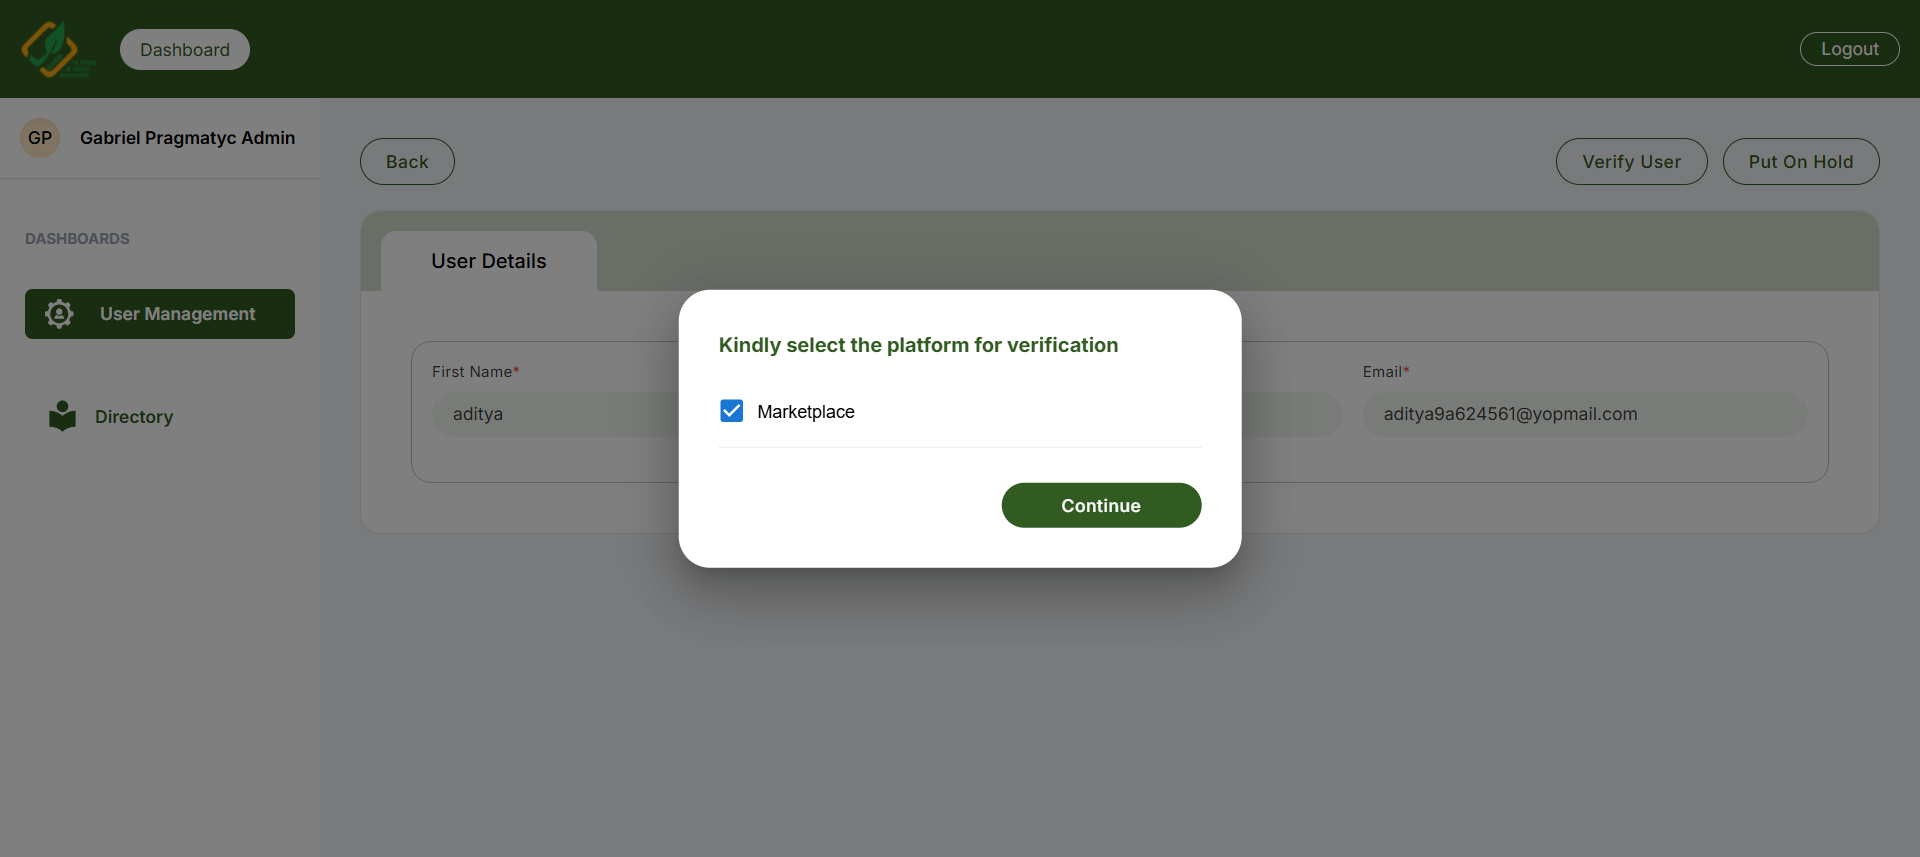 Dashboard
Logout
GP
Gabriel Pragmatyc Admin
Back
Verify User
Put On Hold
DASHBOARDS
User Management
Directory
User Details
First Name*
aditya
Email*
aditya9a624561@yopmail.com
Kindly select the platform for verification
Marketplace
Continue